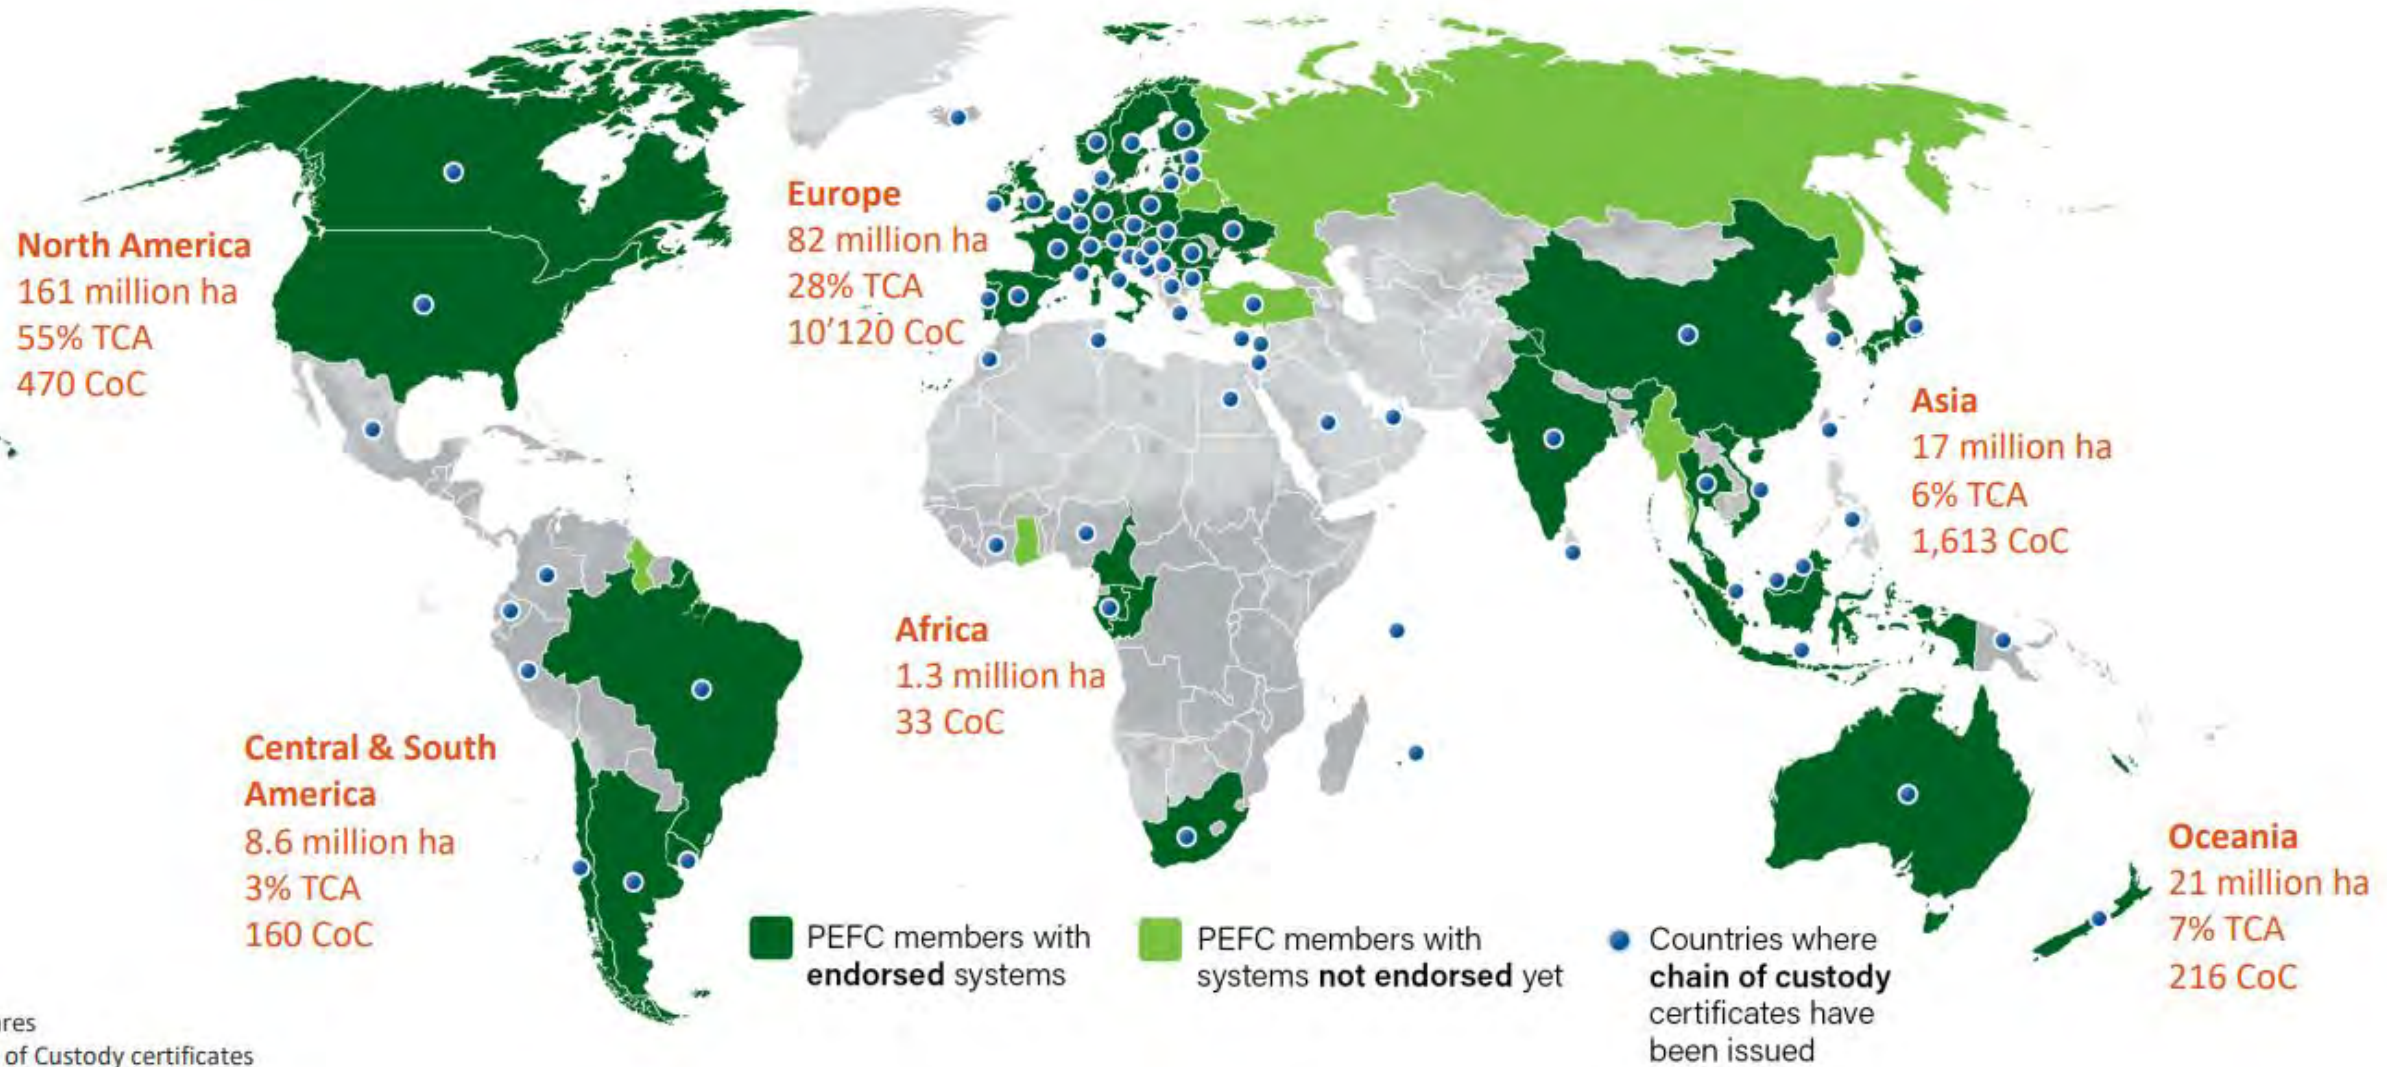 North America
161 million ha
55% TCA
470 CoC
Europe
82 million ha
28% TCA
10’120 CoC
Asia
17 million ha
6% TCA
1,613 CoC
Africa
1.3 million ha
33 CoC
Central & South
America
8.6 million ha
3% TCA
160 CoC
Oceania
21 million ha
7% TCA
216 CoC
PEFC members with
endorsed systems
PEFC members with
systems not endorsed yet
Countries where
chain of custody
certificates have
been issued
of Custody certificates